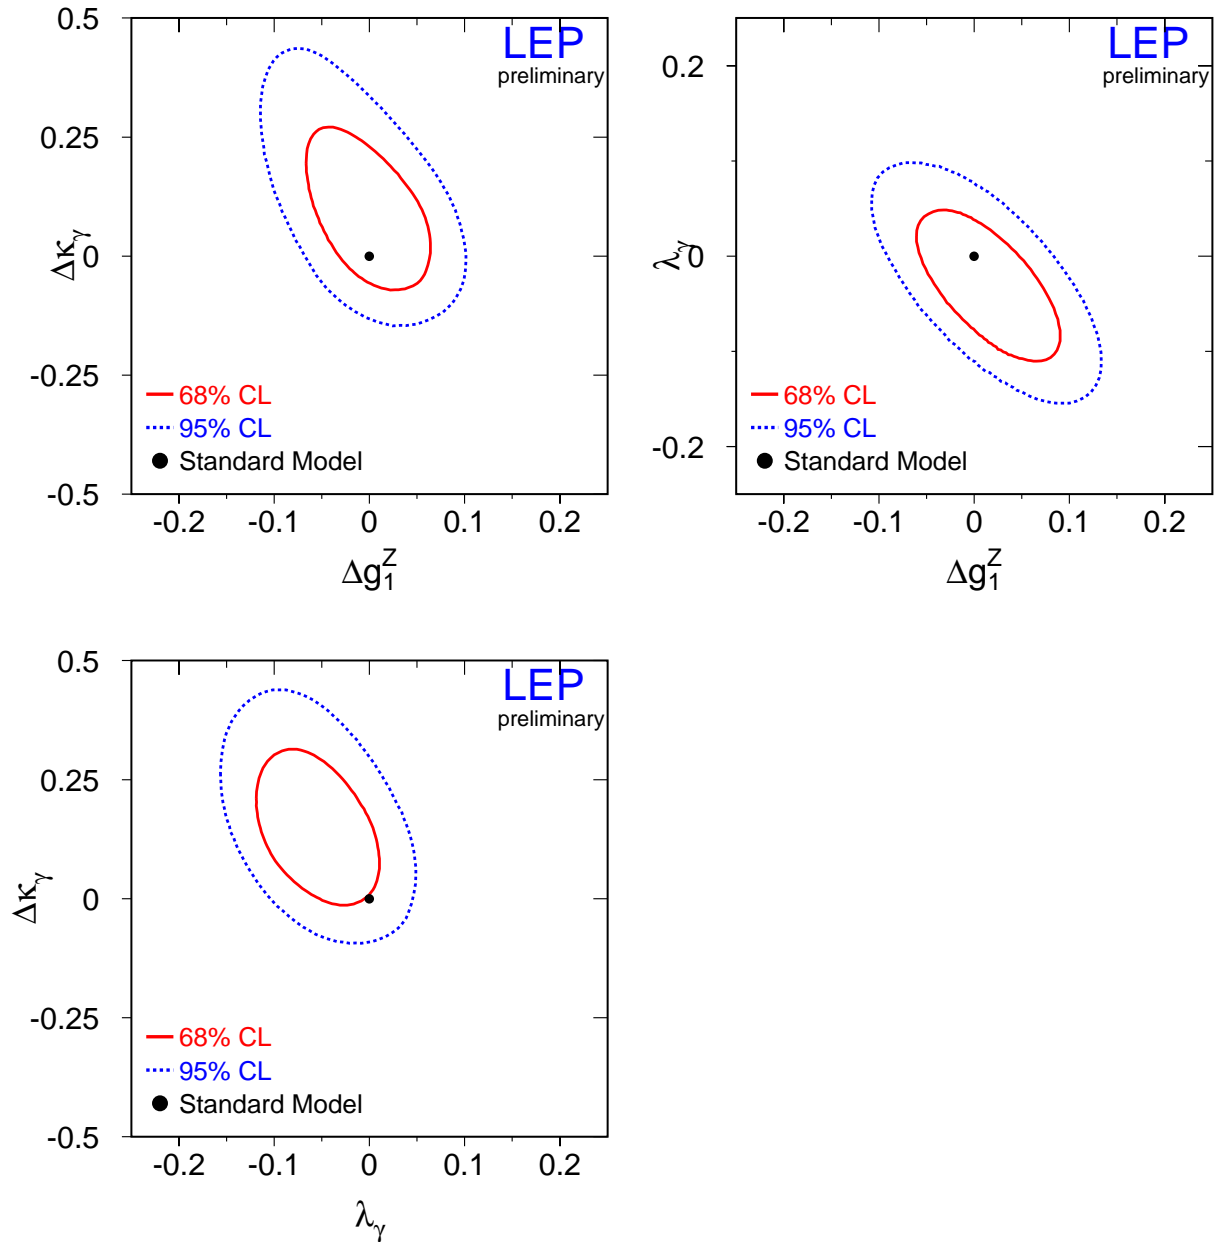 LEP
preliminary
0.5
0.25
0
-0.25
-0.5
Δκγ
68% CL
95% CL
Standard Model
-0.2 -0.1 0 0.1 0.2
Δg₁ᶻ
LEP
preliminary
0.2
0
-0.2
λγ
68% CL
95% CL
Standard Model
-0.2 -0.1 0 0.1 0.2
Δg₁ᶻ
LEP
preliminary
0.5
0.25
0
-0.25
-0.5
Δκγ
68% CL
95% CL
Standard Model
-0.2 -0.1 0 0.1 0.2
λγ